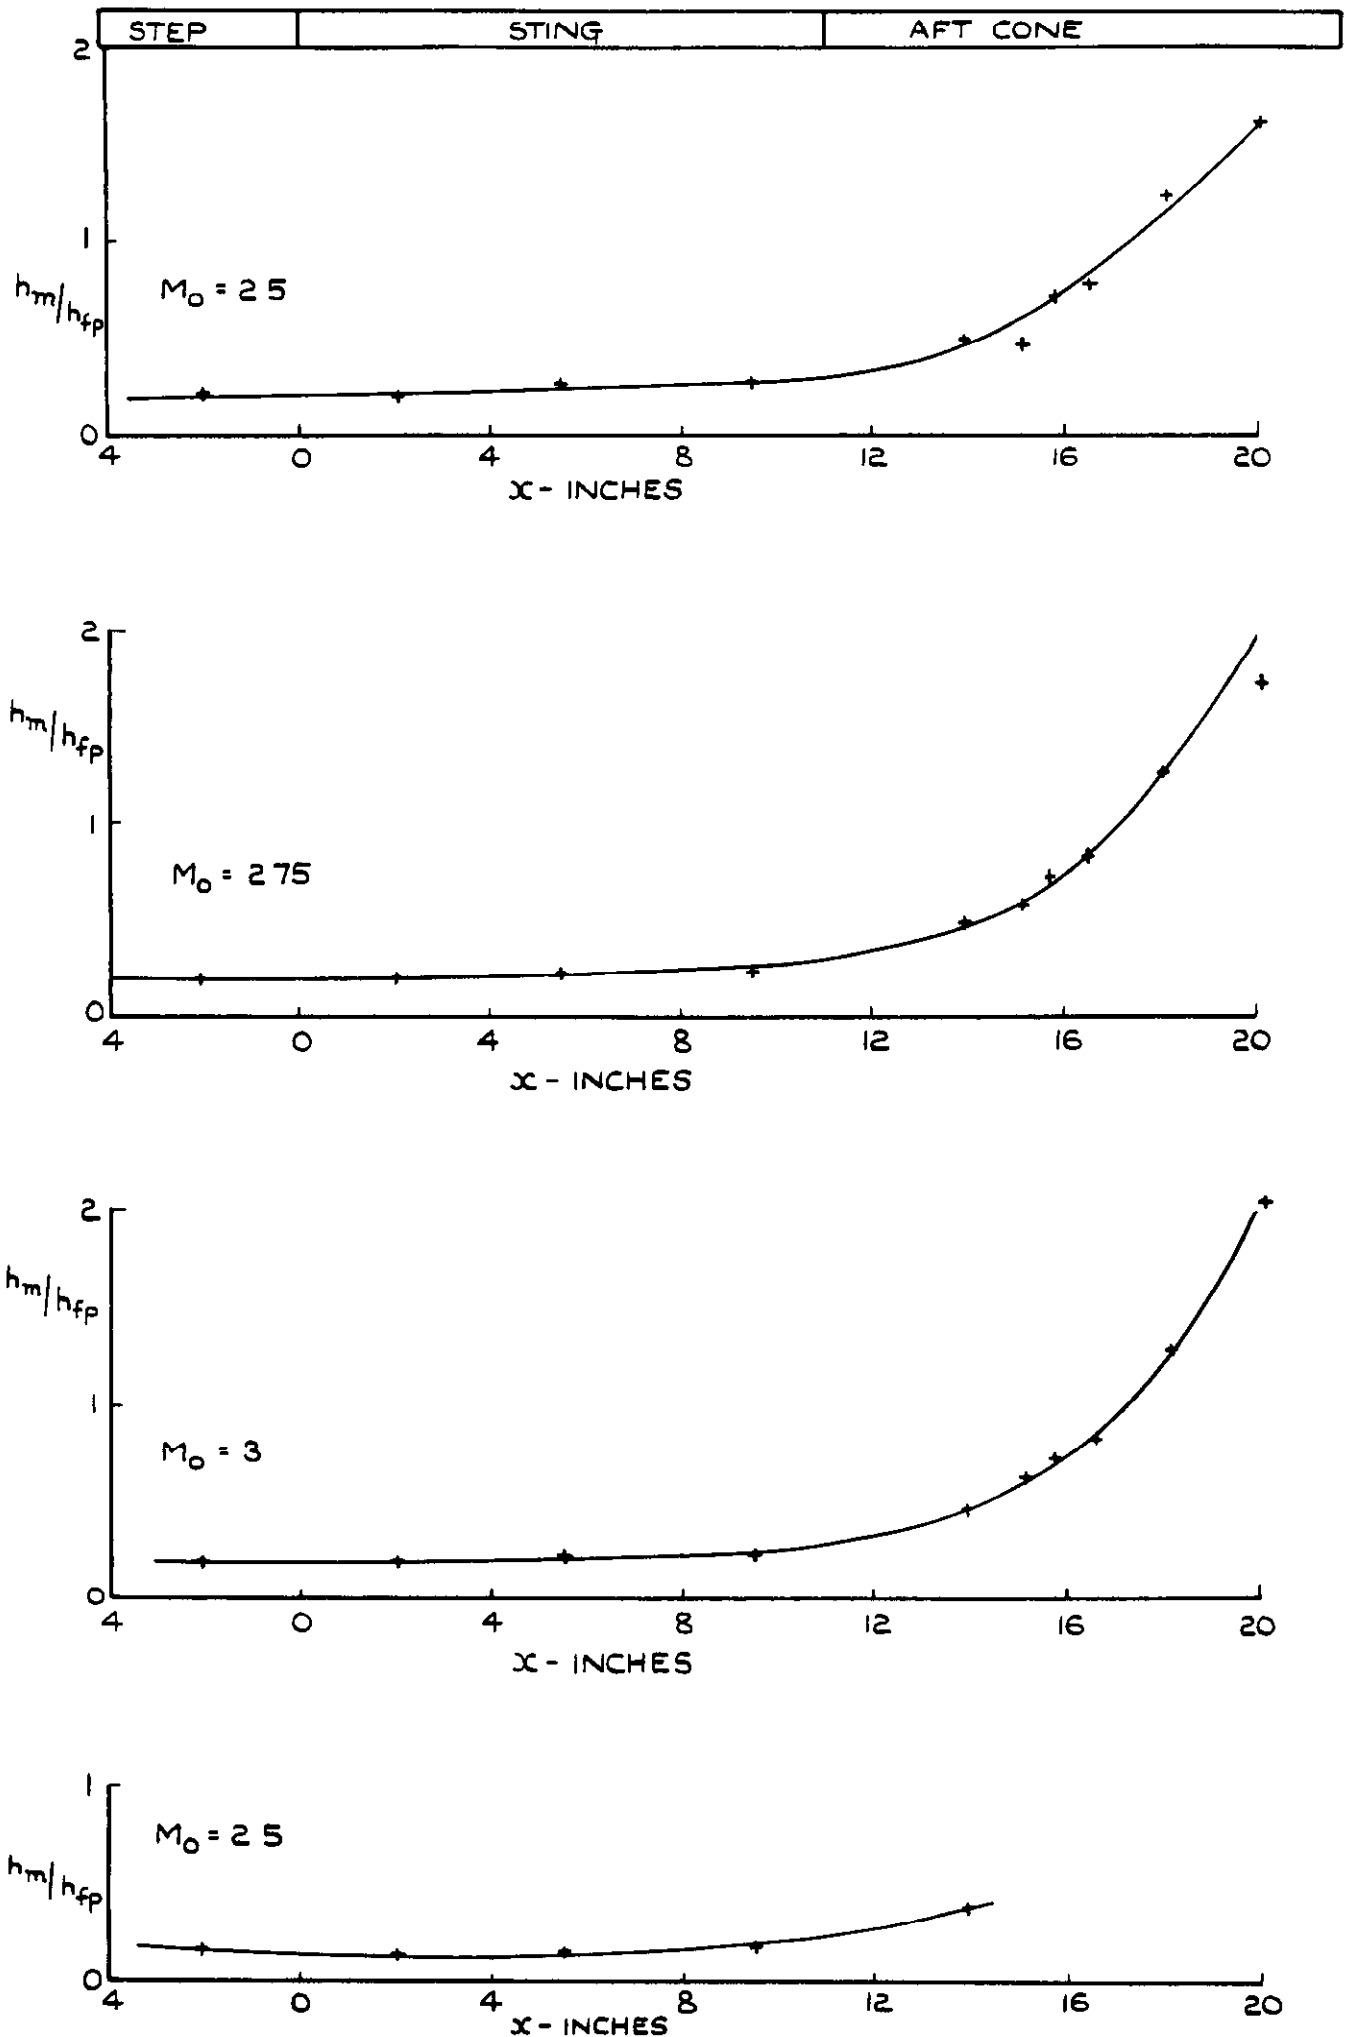 STEP STING AFT CONE
2
1
hm/hfp
M₀ = 2 5
0
4 0 4 8 12 16 20
x - INCHES
2
hm/hfp
1
M₀ = 2 75
0
4 0 4 8 12 16 20
x - INCHES
2
hm/hfp
1
M₀ = 3
0
4 0 4 8 12 16 20
x - INCHES
1
M₀ = 2 5
hm/hfp
0
4 0 4 8 12 16 20
x - INCHES